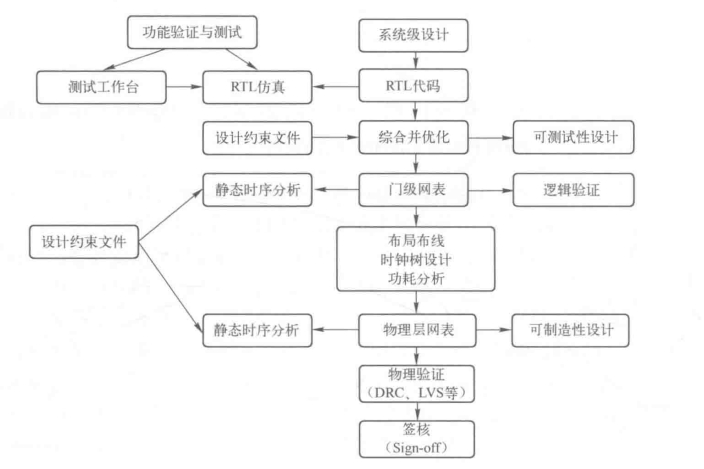 功能验证与测试
系统级设计
测试工作台
RTL仿真
RTL代码
设计约束文件
综合并优化
可测试性设计
静态时序分析
门级网表
逻辑验证
设计约束文件
布局布线
时钟树设计
功耗分析
静态时序分析
物理层网表
可制造性设计
物理验证
（DRC、LVS等）
签核
（Sign-off）